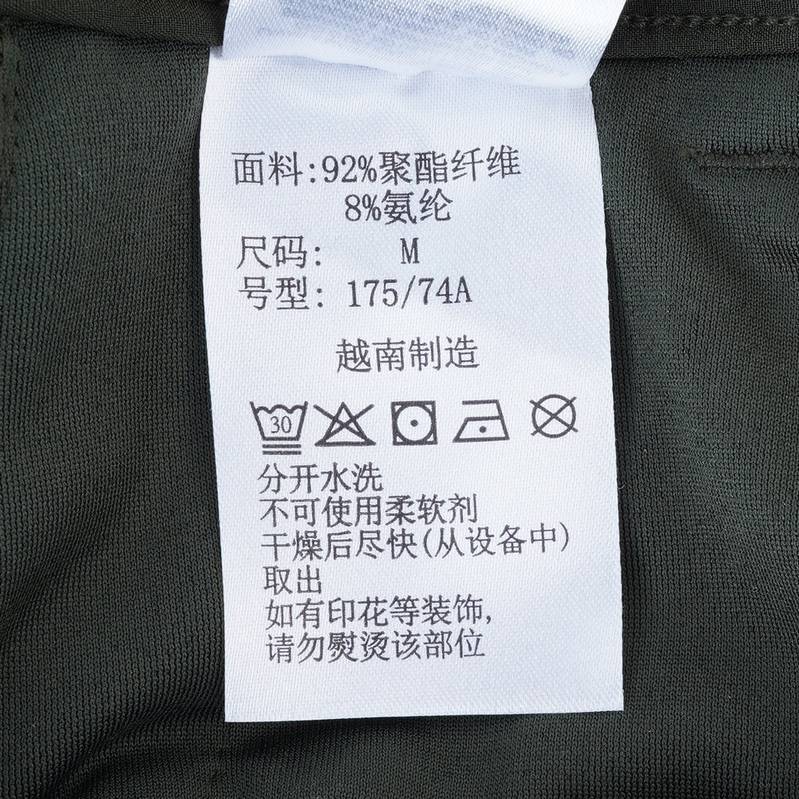 面料:92%聚酯纤维
8%氨纶
尺码: M
号型: 175/74A
越南制造
30
分开水洗
不可使用柔软剂
干燥后尽快(从设备中)
取出
如有印花等装饰,
请勿熨烫该部位